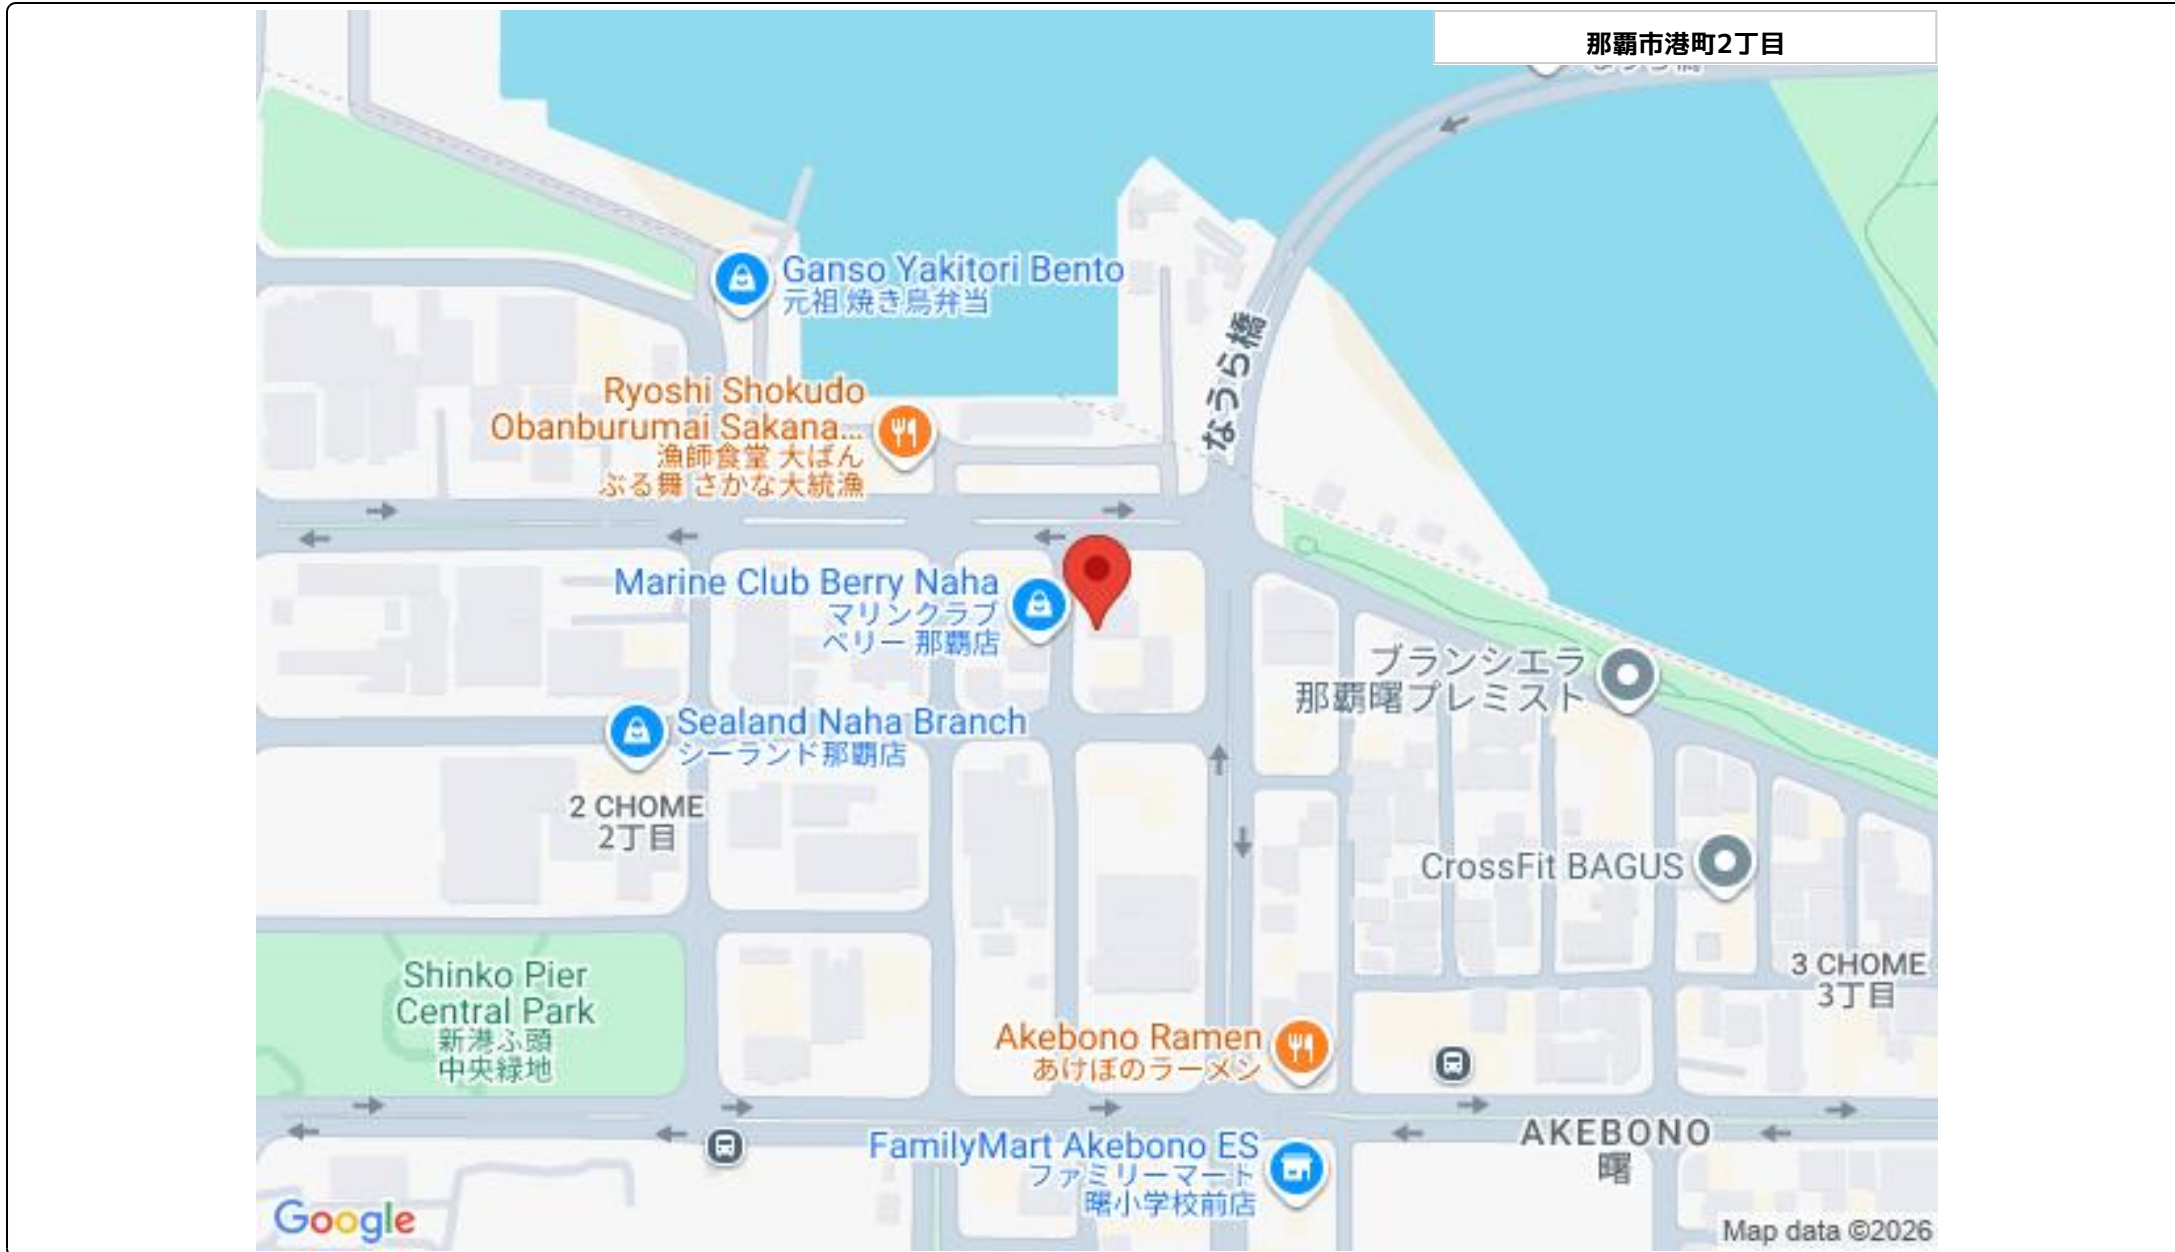 那覇市港町2丁目
Ganso Yakitori Bento
元祖 焼き鳥弁当
なうら橋
Ryoshi Shokudo
Obanburumai Sakana...
漁師食堂 大ばん
ぶる舞 さかな大統漁
Marine Club Berry Naha
マリンクラブ
ベリー 那覇店
ブランシエラ
那覇曙プレミスト
Sealand Naha Branch
シーランド那覇店
2 CHOME
2丁目
CrossFit BAGUS
Shinko Pier
Central Park
新港ふ頭
中央緑地
3 CHOME
3丁目
Akebono Ramen
あけぼのラーメン
FamilyMart Akebono ES
ファミリーマート
曙小学校前店
AKEBONO
曙
Google
Map data ©2026